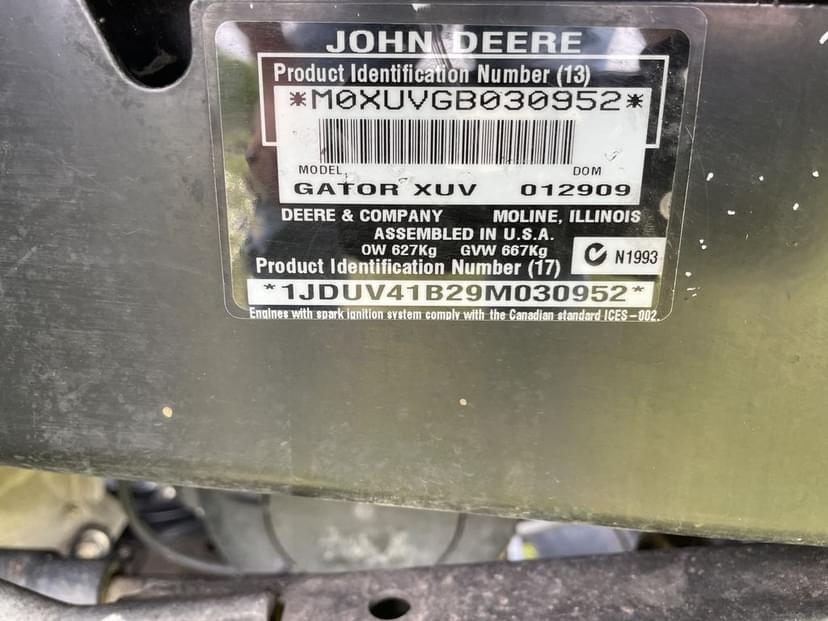 JOHN DEERE
Product Identification Number (13)
*M0XUVGB030952*
MODEL DOM
GATOR XUV 012909
DEERE & COMPANY MOLINE, ILLINOIS
ASSEMBLED IN U.S.A.
OW 627Kg GVW 667Kg
N1993
Product Identification Number (17)
*1JDUV41B29M030952*
Engines with spark ignition system comply with the Canadian standard ICES-002.